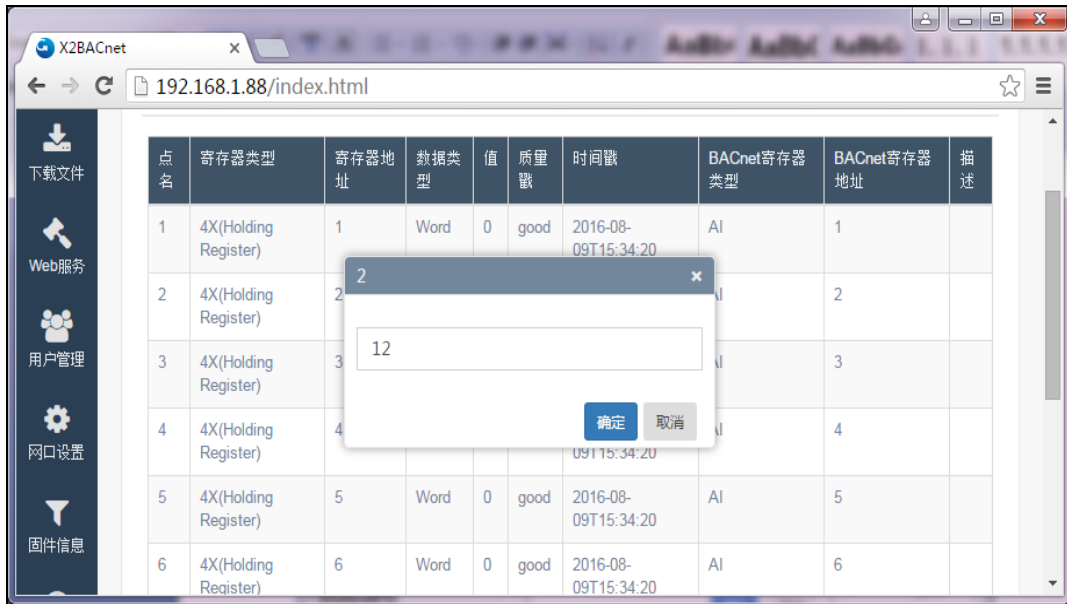 X2BACnet
192.168.1.88/index.html
下载文件
Web服务
用户管理
网口设置
固件信息
点名 寄存器类型 寄存器地址 数据类型 值 质量戳 时间戳 BACnet寄存器类型 BACnet寄存器地址 描述
1 4X(Holding Register) 1 Word 0 good 2016-08-09T15:34:20 AI 1
2 4X(Holding Register) 2 AI 2
3 4X(Holding Register) 3 AI 3
4 4X(Holding Register) 4 09T15:34:20 AI 4
5 4X(Holding Register) 5 Word 0 good 2016-08-09T15:34:20 AI 5
6 4X(Holding Register) 6 Word 0 good 2016-08-09T15:34:20 AI 6
2
12
确定 取消